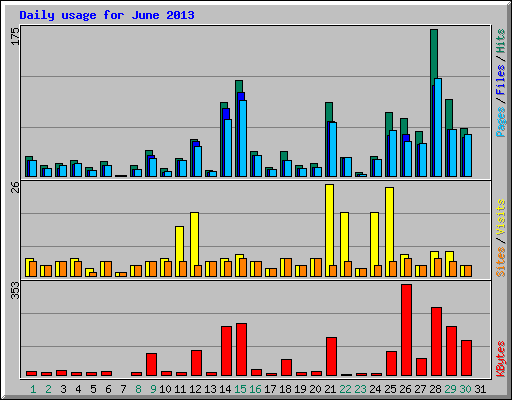 Daily usage for June 2013
175
Pages / Files / Hits
26
Sites / Visits
353
KBytes
1 2 3 4 5 6 7 8 9 10 11 12 13 14 15 16 17 18 19 20 21 22 23 24 25 26 27 28 29 30 31